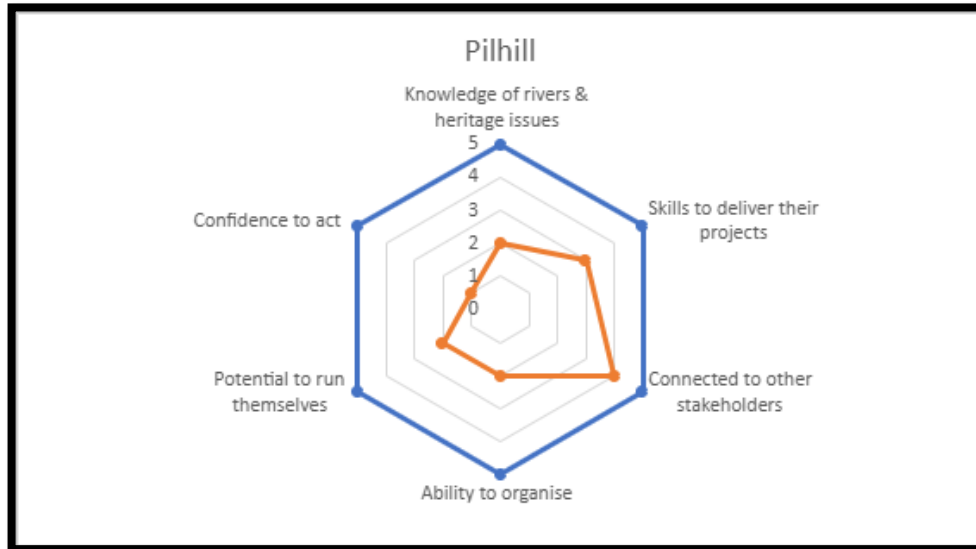 Pilhill
Knowledge of rivers &
heritage issues
5
4
3
2
1
0
Skills to deliver their
projects
Connected to other
stakeholders
Ability to organise
Potential to run
themselves
Confidence to act